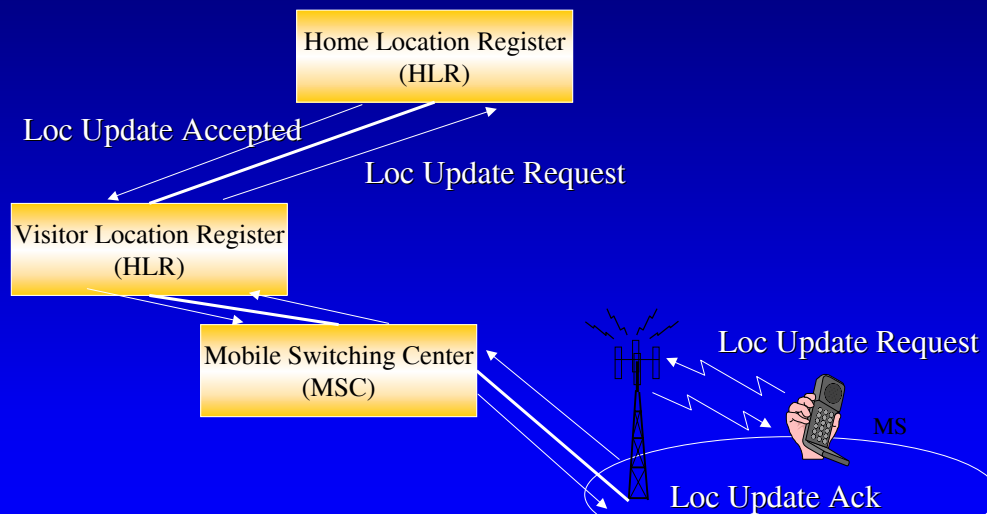 Home Location Register
(HLR)
Loc Update Accepted
Loc Update Request
Visitor Location Register
(HLR)
Mobile Switching Center
(MSC)
Loc Update Request
MS
Loc Update Ack